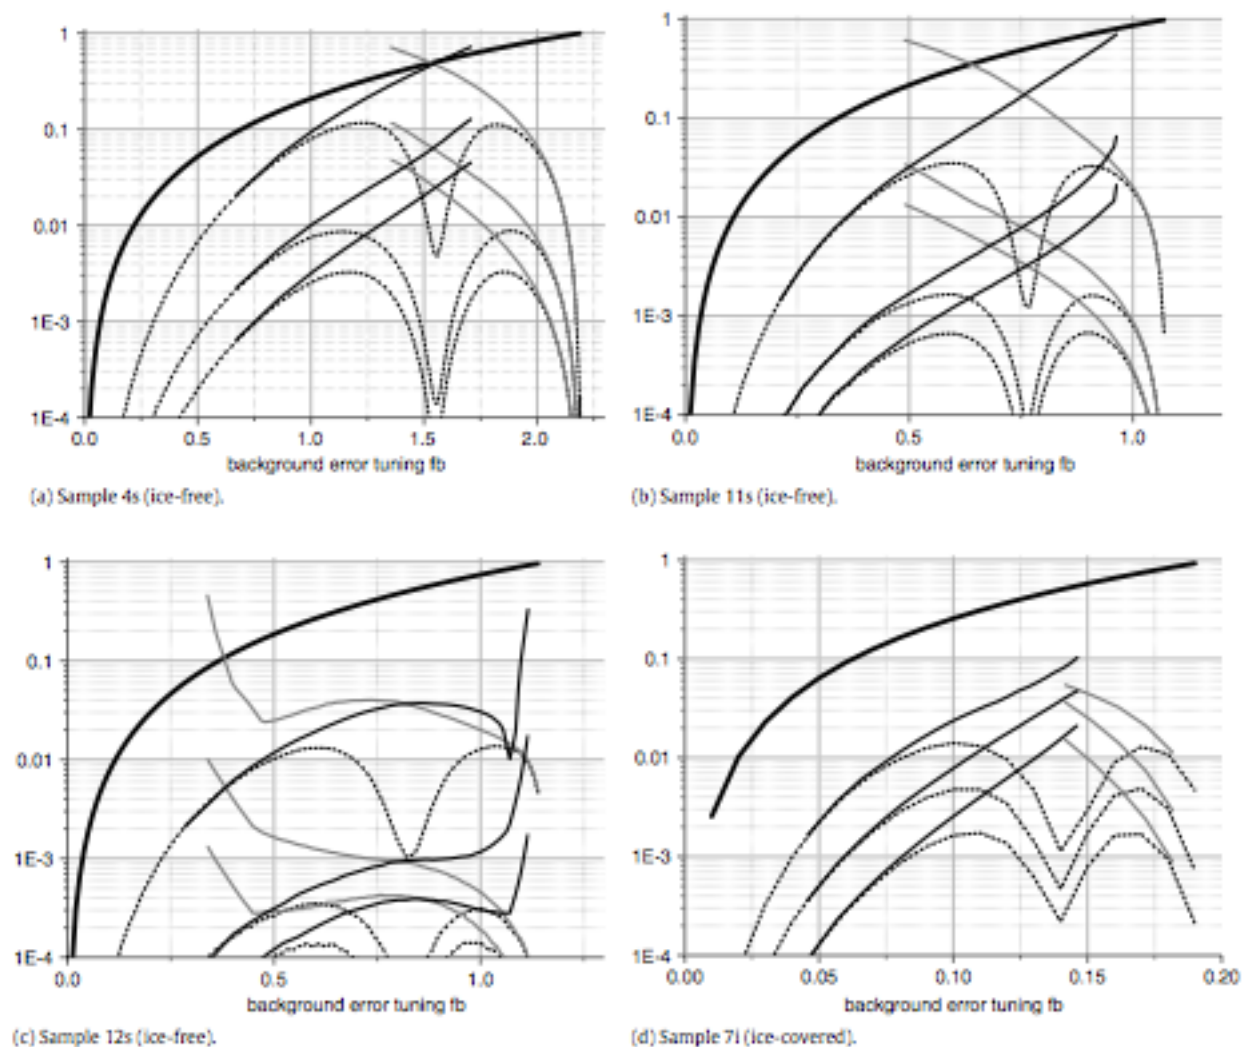 1
0.1
0.01
1E-3
1E-4
0.0 0.5 1.0 1.5 2.0
background error tuning fb
(a) Sample 4s (ice-free).
1
0.1
0.01
1E-3
1E-4
0.0 0.5 1.0
background error tuning fb
(b) Sample 11s (ice-free).
1
0.1
0.01
1E-3
1E-4
0.0 0.5 1.0
background error tuning fb
(c) Sample 12s (ice-free).
1
0.1
0.01
1E-3
1E-4
0.00 0.05 0.10 0.15 0.20
background error tuning fb
(d) Sample 7i (ice-covered).